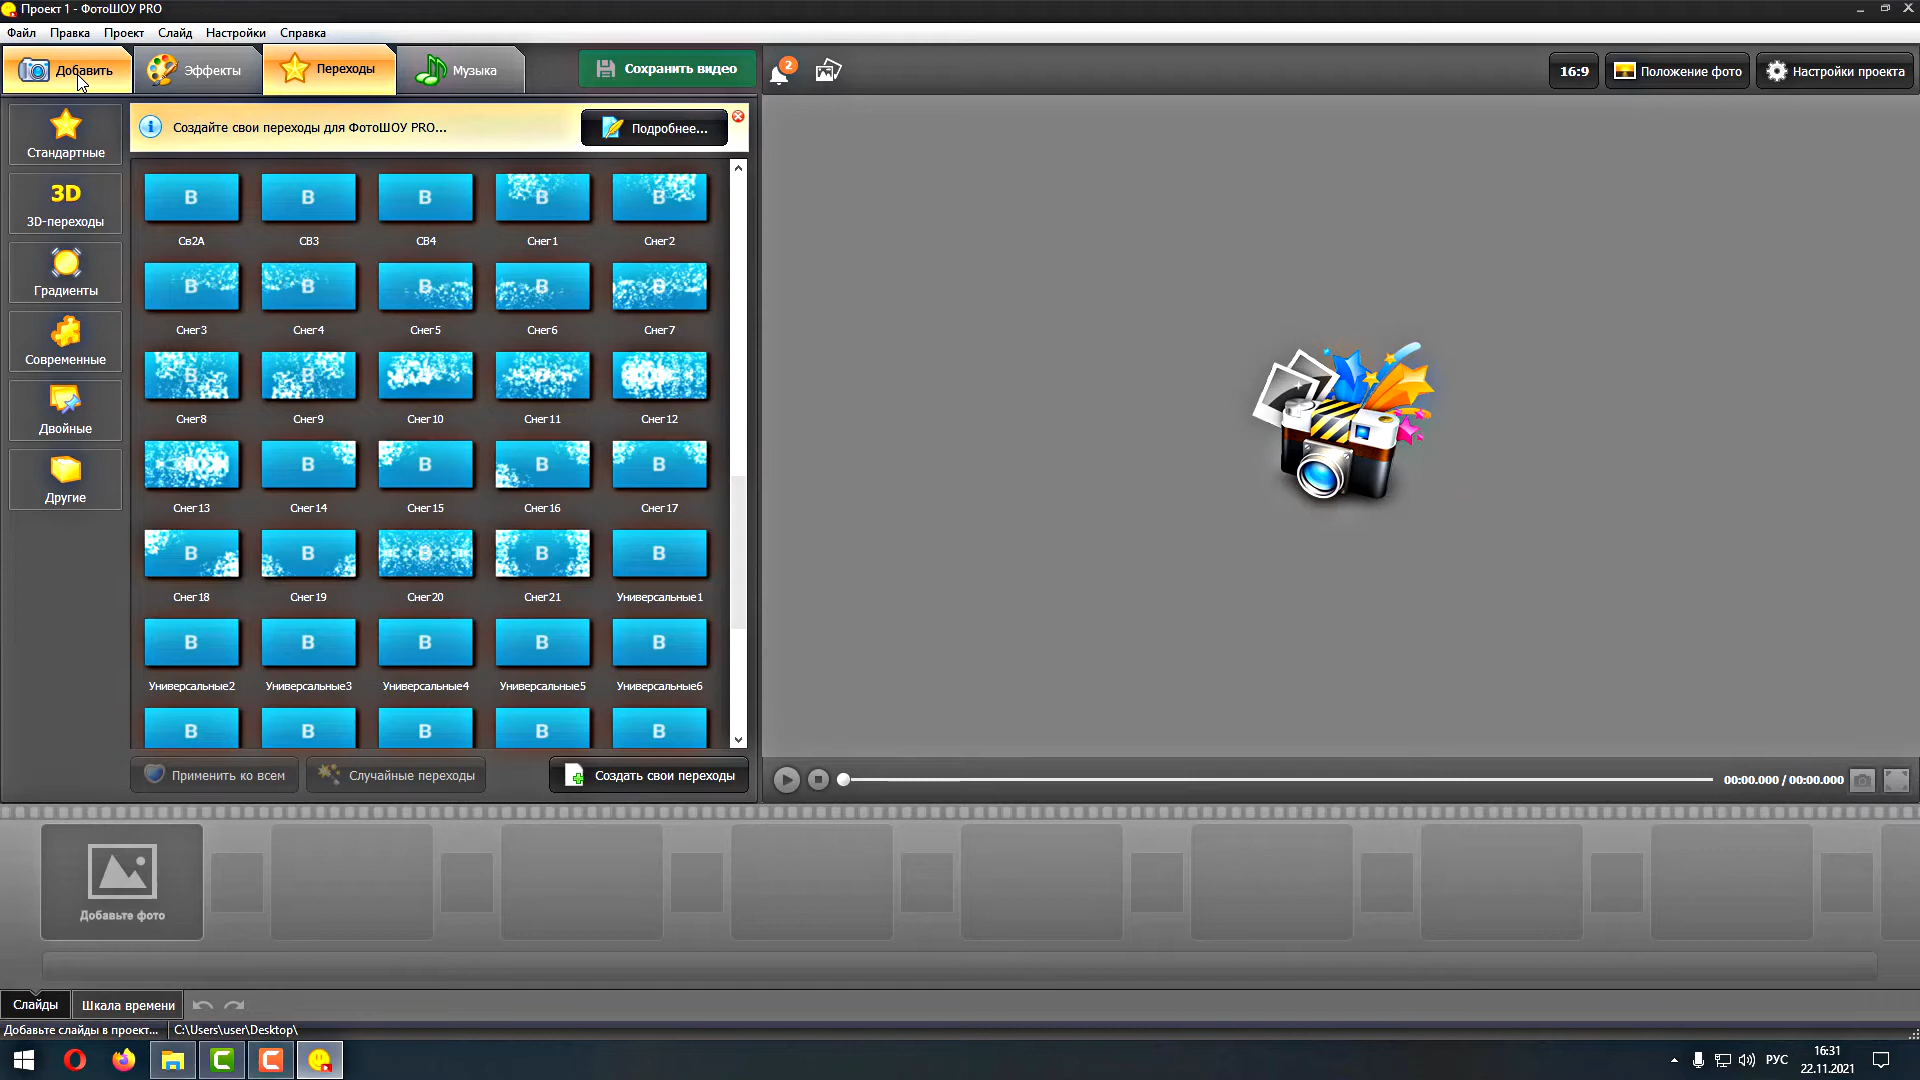 Проект 1 - ФотоШОУ PRO
Файл Правка Проект Слайд Настройки Справка
Добавить Эффекты Переходы Музыка Сохранить видео 2 16:9 Положение фото Настройки проекта
Создайте свои переходы для ФотоШОУ PRO... Подробнее...
Стандартные
3D
3D-переходы
Градиенты
Современные
Двойные
Другие
B B B B B
Св2А СВ3 СВ4 Снег1 Снег2
B B B B B
Снег3 Снег4 Снег5 Снег6 Снег7
B B B B B
Снег8 Снег9 Снег10 Снег11 Снег12
B B B B B
Снег13 Снег14 Снег15 Снег16 Снег17
B B B B B
Снег18 Снег19 Снег20 Снег21 Универсальные1
B B B B B
Универсальные2 Универсальные3 Универсальные4 Универсальные5 Универсальные6
B B B B B
Применить ко всем Случайные переходы Создать свои переходы
00:00.000 / 00:00.000
Добавьте фото
Слайды Шкала времени
Добавьте слайды в проект... C:\Users\user\Desktop\
РУС
16:31
22.11.2021